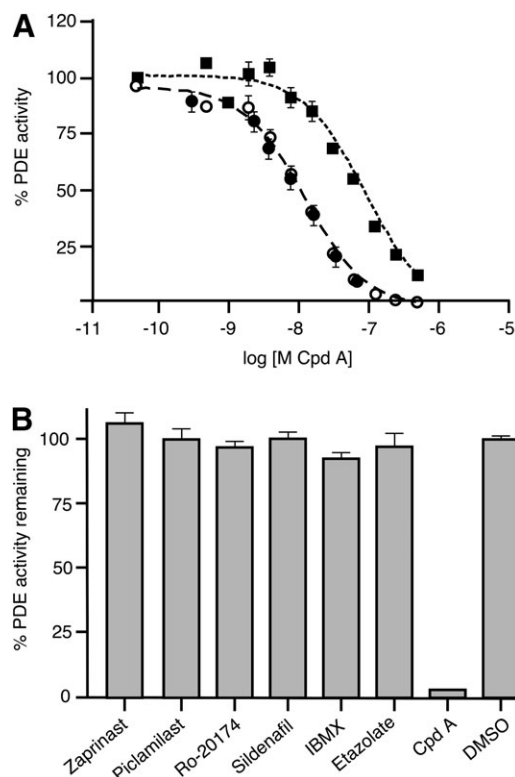 A
120
100
75
50
25
% PDE activity
-11
-10
-9
-8
-7
-6
-5
log [M Cpd A]
B
100
75
50
25
0
% PDE activity remaining
Zaprinast
Piclamilast
Ro-20174
Sildenafil
IBMX
Etazolate
Cpd A
DMSO